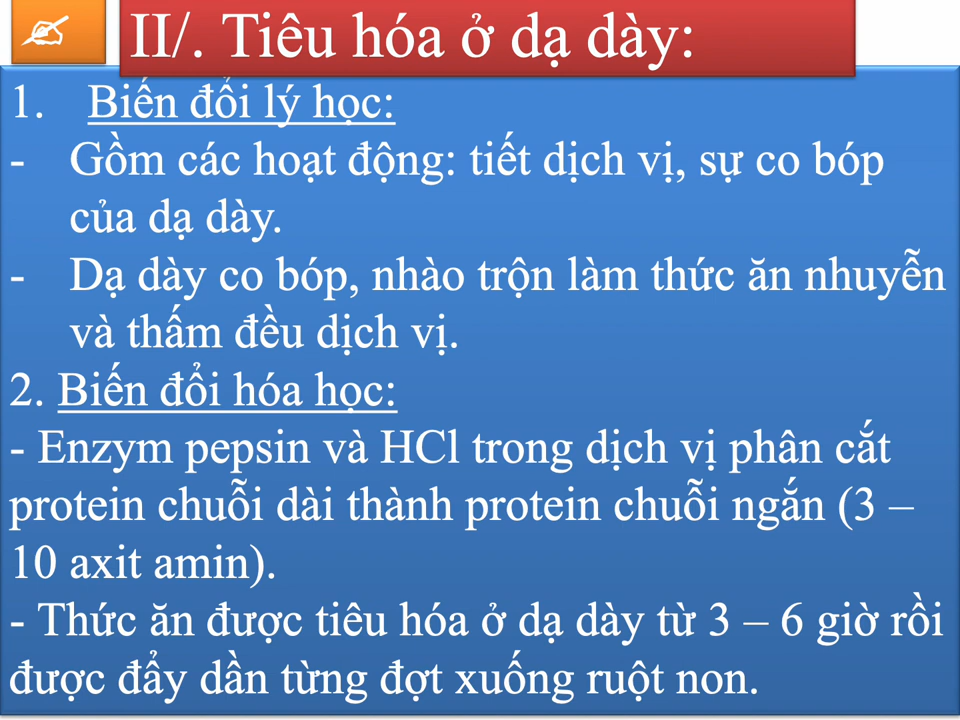 II/. Tiêu hóa ở dạ dày:
1. Biến đổi lý học:
- Gồm các hoạt động: tiết dịch vị, sự co bóp
của dạ dày.
- Dạ dày co bóp, nhào trộn làm thức ăn nhuyễn
và thấm đều dịch vị.
2. Biến đổi hóa học:
- Enzym pepsin và HCl trong dịch vị phân cắt
protein chuỗi dài thành protein chuỗi ngắn (3 –
10 axit amin).
- Thức ăn được tiêu hóa ở dạ dày từ 3 – 6 giờ rồi
được đẩy dần từng đợt xuống ruột non.